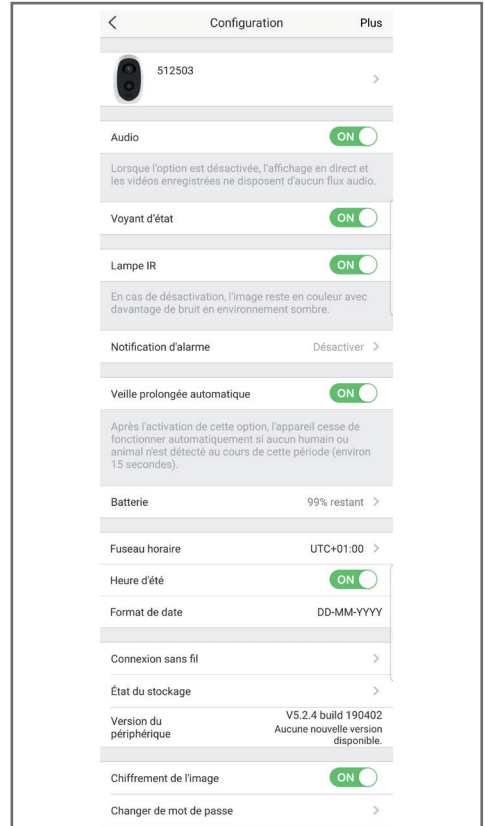 Configuration Plus
512503
Audio ON
Lorsque l'option est désactivée, l'affichage en direct et
les vidéos enregistrées ne disposent d'aucun flux audio.
Voyant d'état ON
Lampe IR ON
En cas de désactivation, l'image reste en couleur avec
davantage de bruit en environnement sombre.
Notification d'alarme Désactiver
Veille prolongée automatique ON
Après l'activation de cette option, l'appareil cesse de
fonctionner automatiquement si aucun humain ou
animal n'est détecté au cours de cette période (environ
15 secondes).
Batterie 99% restant
Fuseau horaire UTC+01:00
Heure d'été ON
Format de date DD-MM-YYYY
Connexion sans fil
État du stockage
Version du périphérique V5.2.4 build 190402
Aucune nouvelle version
disponible.
Chiffrement de l'image ON
Changer de mot de passe